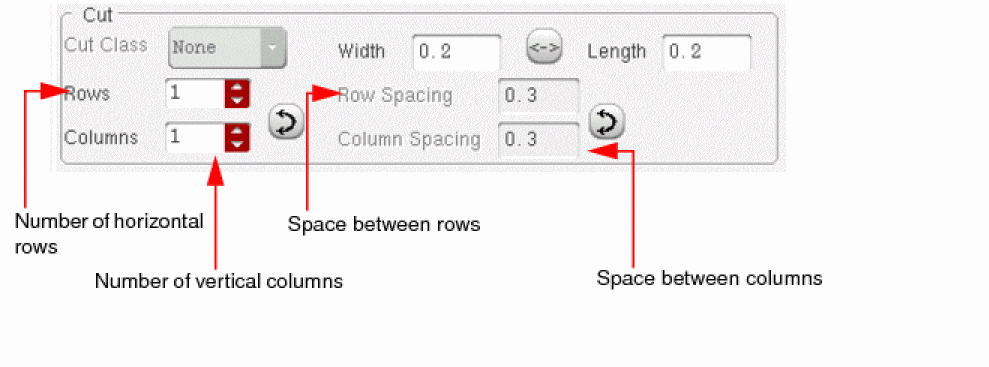 Cut
Cut Class None Width 0.2 <-> Length 0.2
Rows 1 Row Spacing 0.3
Columns 1 Column Spacing 0.3
Number of horizontal
rows
Space between rows
Number of vertical columns
Space between columns